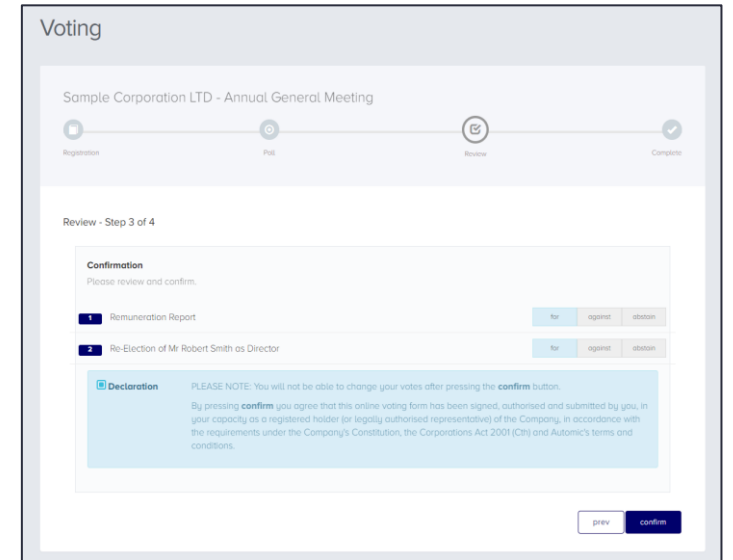 Voting
Sample Corporation LTD - Annual General Meeting
Registration Poll Review Complete
Review - Step 3 of 4
Confirmation
Please review and confirm.
1 Remuneration Report for against abstain
2 Re-Election of Mr Robert Smith as Director for against abstain
Declaration PLEASE NOTE: You will not be able to change your votes after pressing the confirm button.
By pressing confirm you agree that this online voting form has been signed, authorised and submitted by you, in
your capacity as a registered holder (or legally authorised representative) of the Company, in accordance with
the requirements under the Company's Constitution, the Corporations Act 2001 (Cth) and Automic's terms and
conditions.
prev confirm